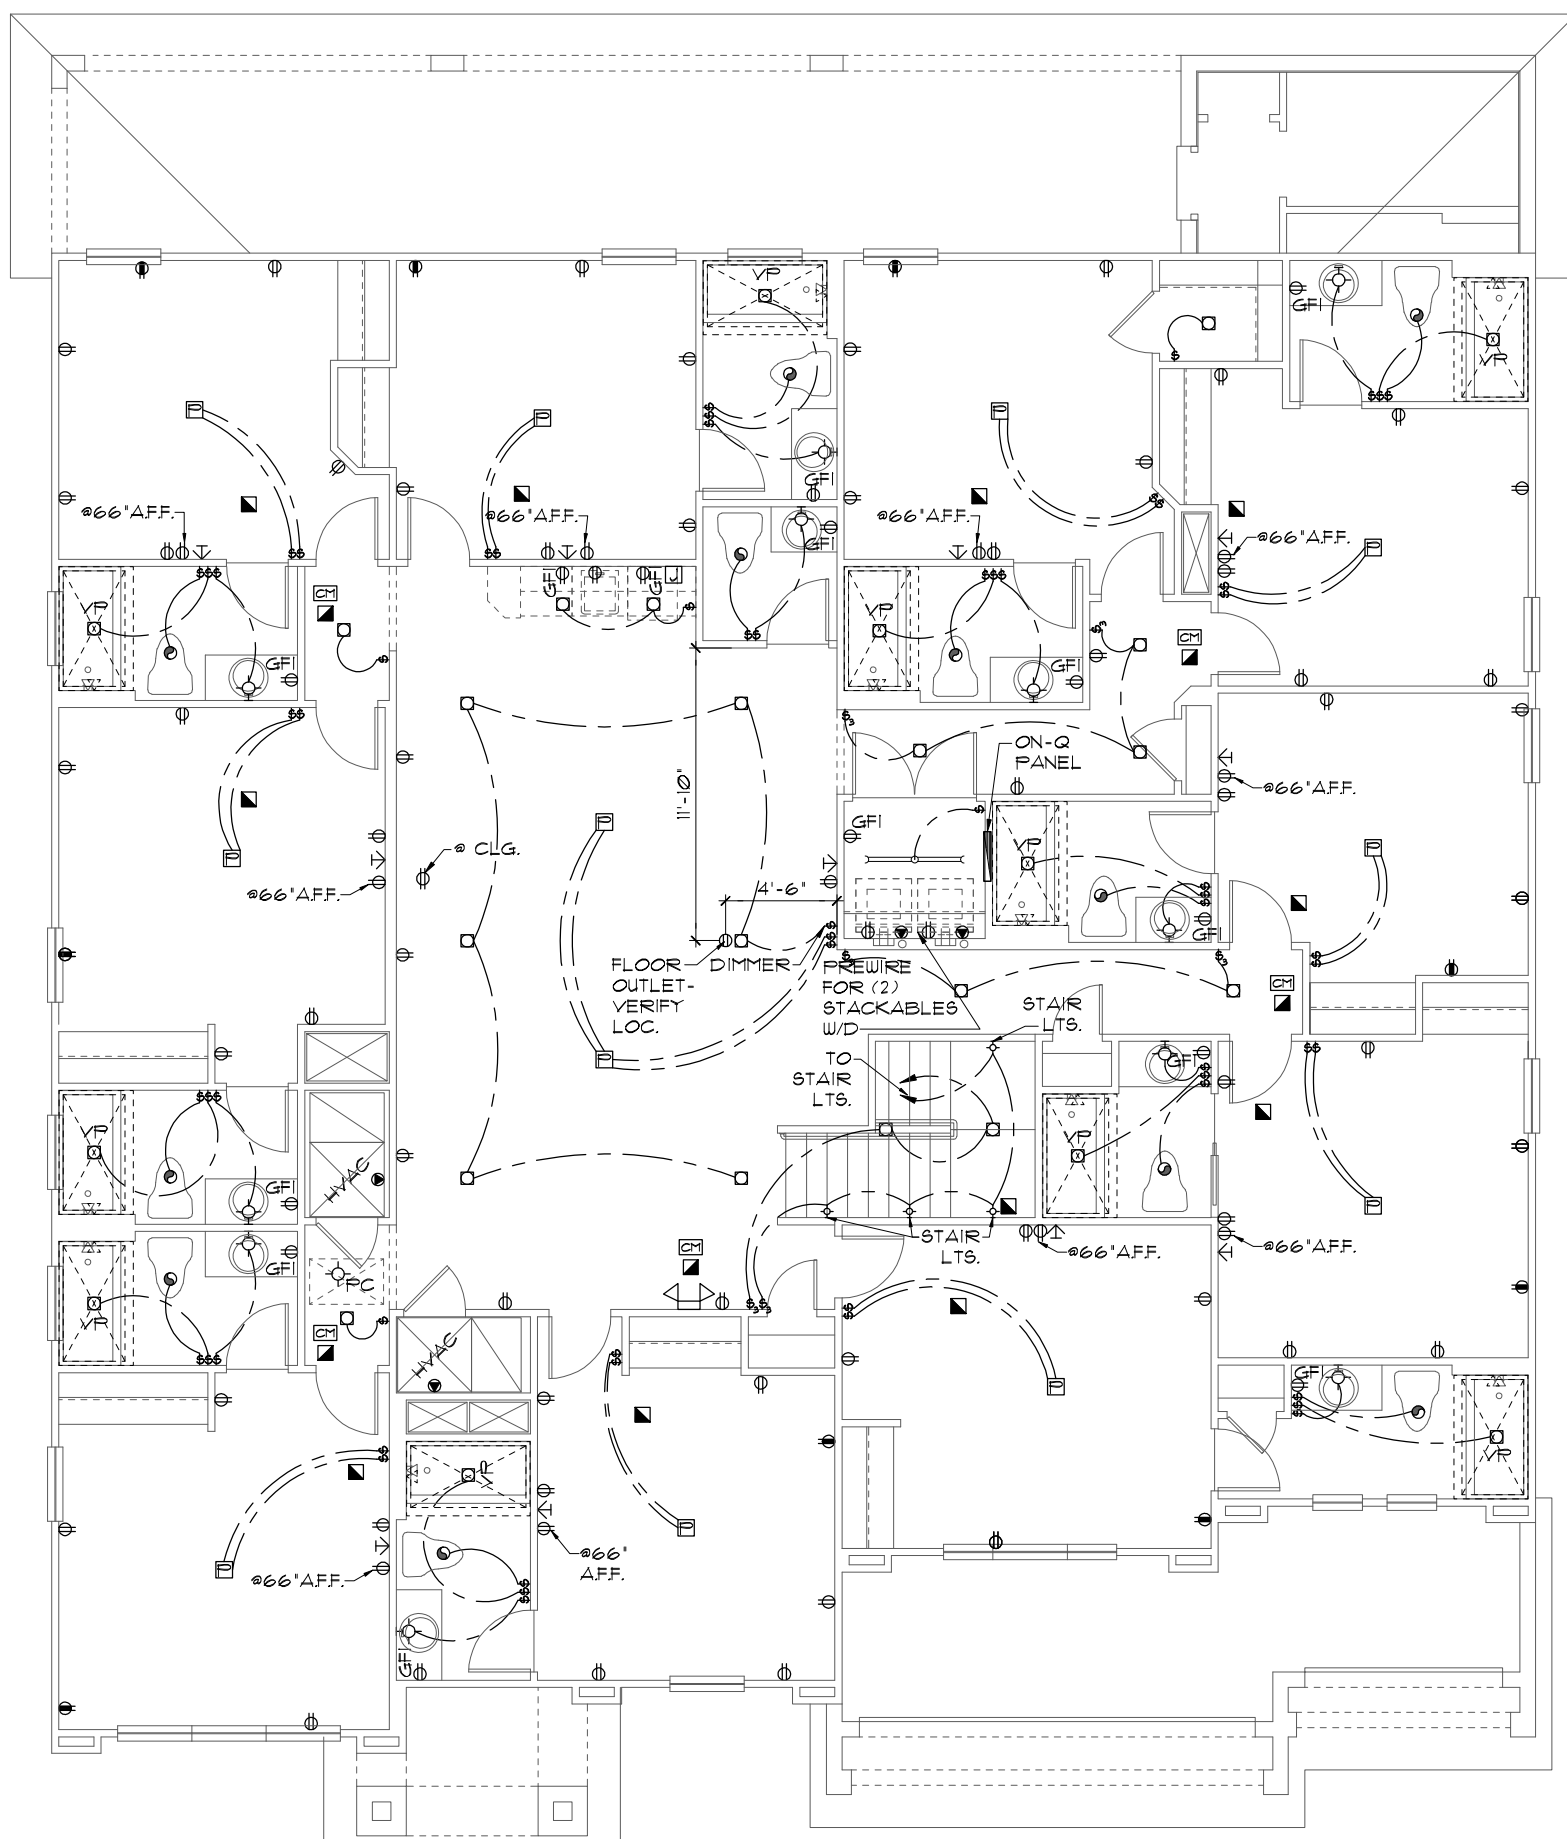 VP
GFI
VP
@66"A.F.F.
@66"A.F.F.
GFI
@66"A.F.F.
@66"A.F.F.
GFI
GFI
GFI
J
CM
VP
GFI
VP
GFI
CM
11'-10"
ON-Q
PANEL
@66"A.F.F.
@ CLG.
GFI
VP
@66"A.F.F.
4'-6"
GFI
FLOOR
OUTLET-
VERIFY
LOC.
DIMMER
PREWIRE
FOR (2)
STACKABLES
W/D
CM
STAIR
LTS.
TO
STAIR
LTS.
GFI
VP
VP
HVAC
GFI
STAIR
LTS.
@66"A.F.F.
@66"A.F.F.
CM
GFI
PC
VP
CM
HVAC
GFI
VP
VP
@66"
A.F.F.
@66"A.F.F.
GFI